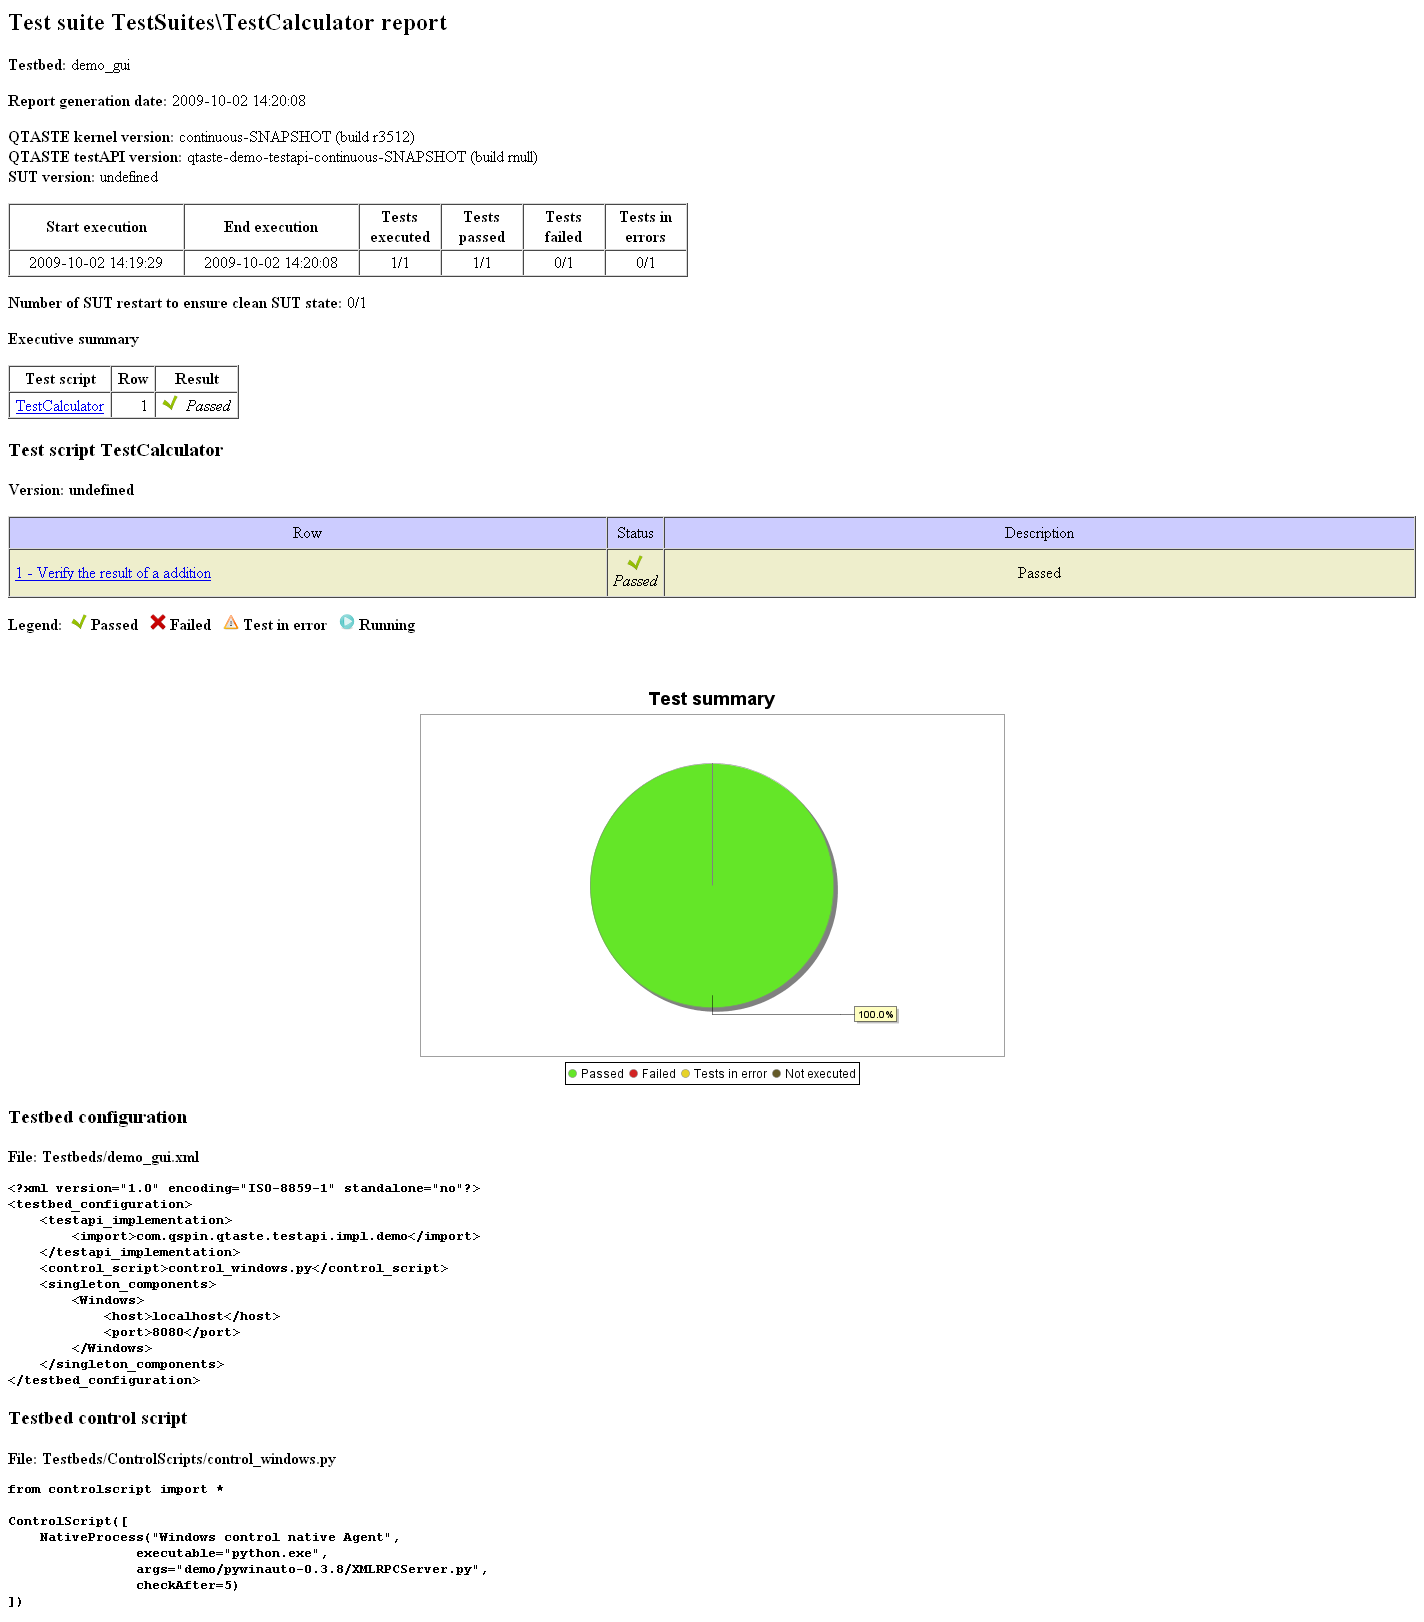 Test suite TestSuites\TestCalculator report
Testbed: demo_gui
Report generation date: 2009-10-02 14:20:08
QTASTE kernel version: continuous-SNAPSHOT (build r3512)
QTASTE testAPI version: qtaste-demo-testapi-continuous-SNAPSHOT (build rnull)
SUT version: undefined
Start execution End execution Tests executed Tests passed Tests failed Tests in errors
2009-10-02 14:19:29 2009-10-02 14:20:08 1/1 1/1 0/1 0/1
Number of SUT restart to ensure clean SUT state: 0/1
Executive summary
Test script Row Result
TestCalculator 1 Passed
Test script TestCalculator
Version: undefined
Row Status Description
1 - Verify the result of a addition Passed Passed
Legend: Passed Failed Test in error Running
Test summary
100.0%
Passed Failed Tests in error Not executed
Testbed configuration
File: Testbeds/demo_gui.xml
<?xml version="1.0" encoding="ISO-8859-1" standalone="no"?>
<testbed_configuration>
    <testapi_implementation>
        <import>com.qspin.qtaste.testapi.impl.demo</import>
    </testapi_implementation>
    <control_script>control_windows.py</control_script>
    <singleton_components>
        <Windows>
            <host>localhost</host>
            <port>8080</port>
        </Windows>
    </singleton_components>
</testbed_configuration>
Testbed control script
File: Testbeds/ControlScripts/control_windows.py
from controlscript import *
ControlScript([
    NativeProcess("Windows control native Agent",
                executable="python.exe",
                args="demo/pywinauto-0.3.8/XMLRPCServer.py",
                checkAfter=5)
])